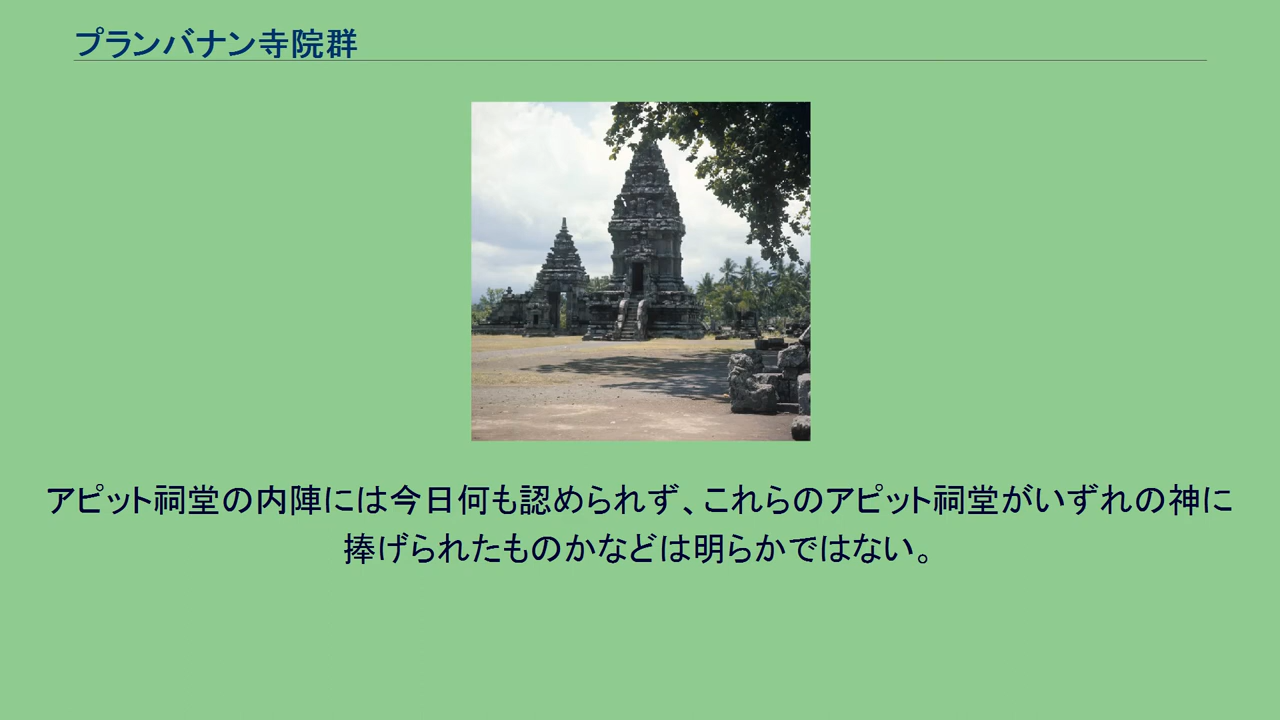 プランバナン寺院群
アピット祠堂の内陣には今日何も認められず、これらのアピット祠堂がいずれの神に
捧げられたものかなどは明らかではない。